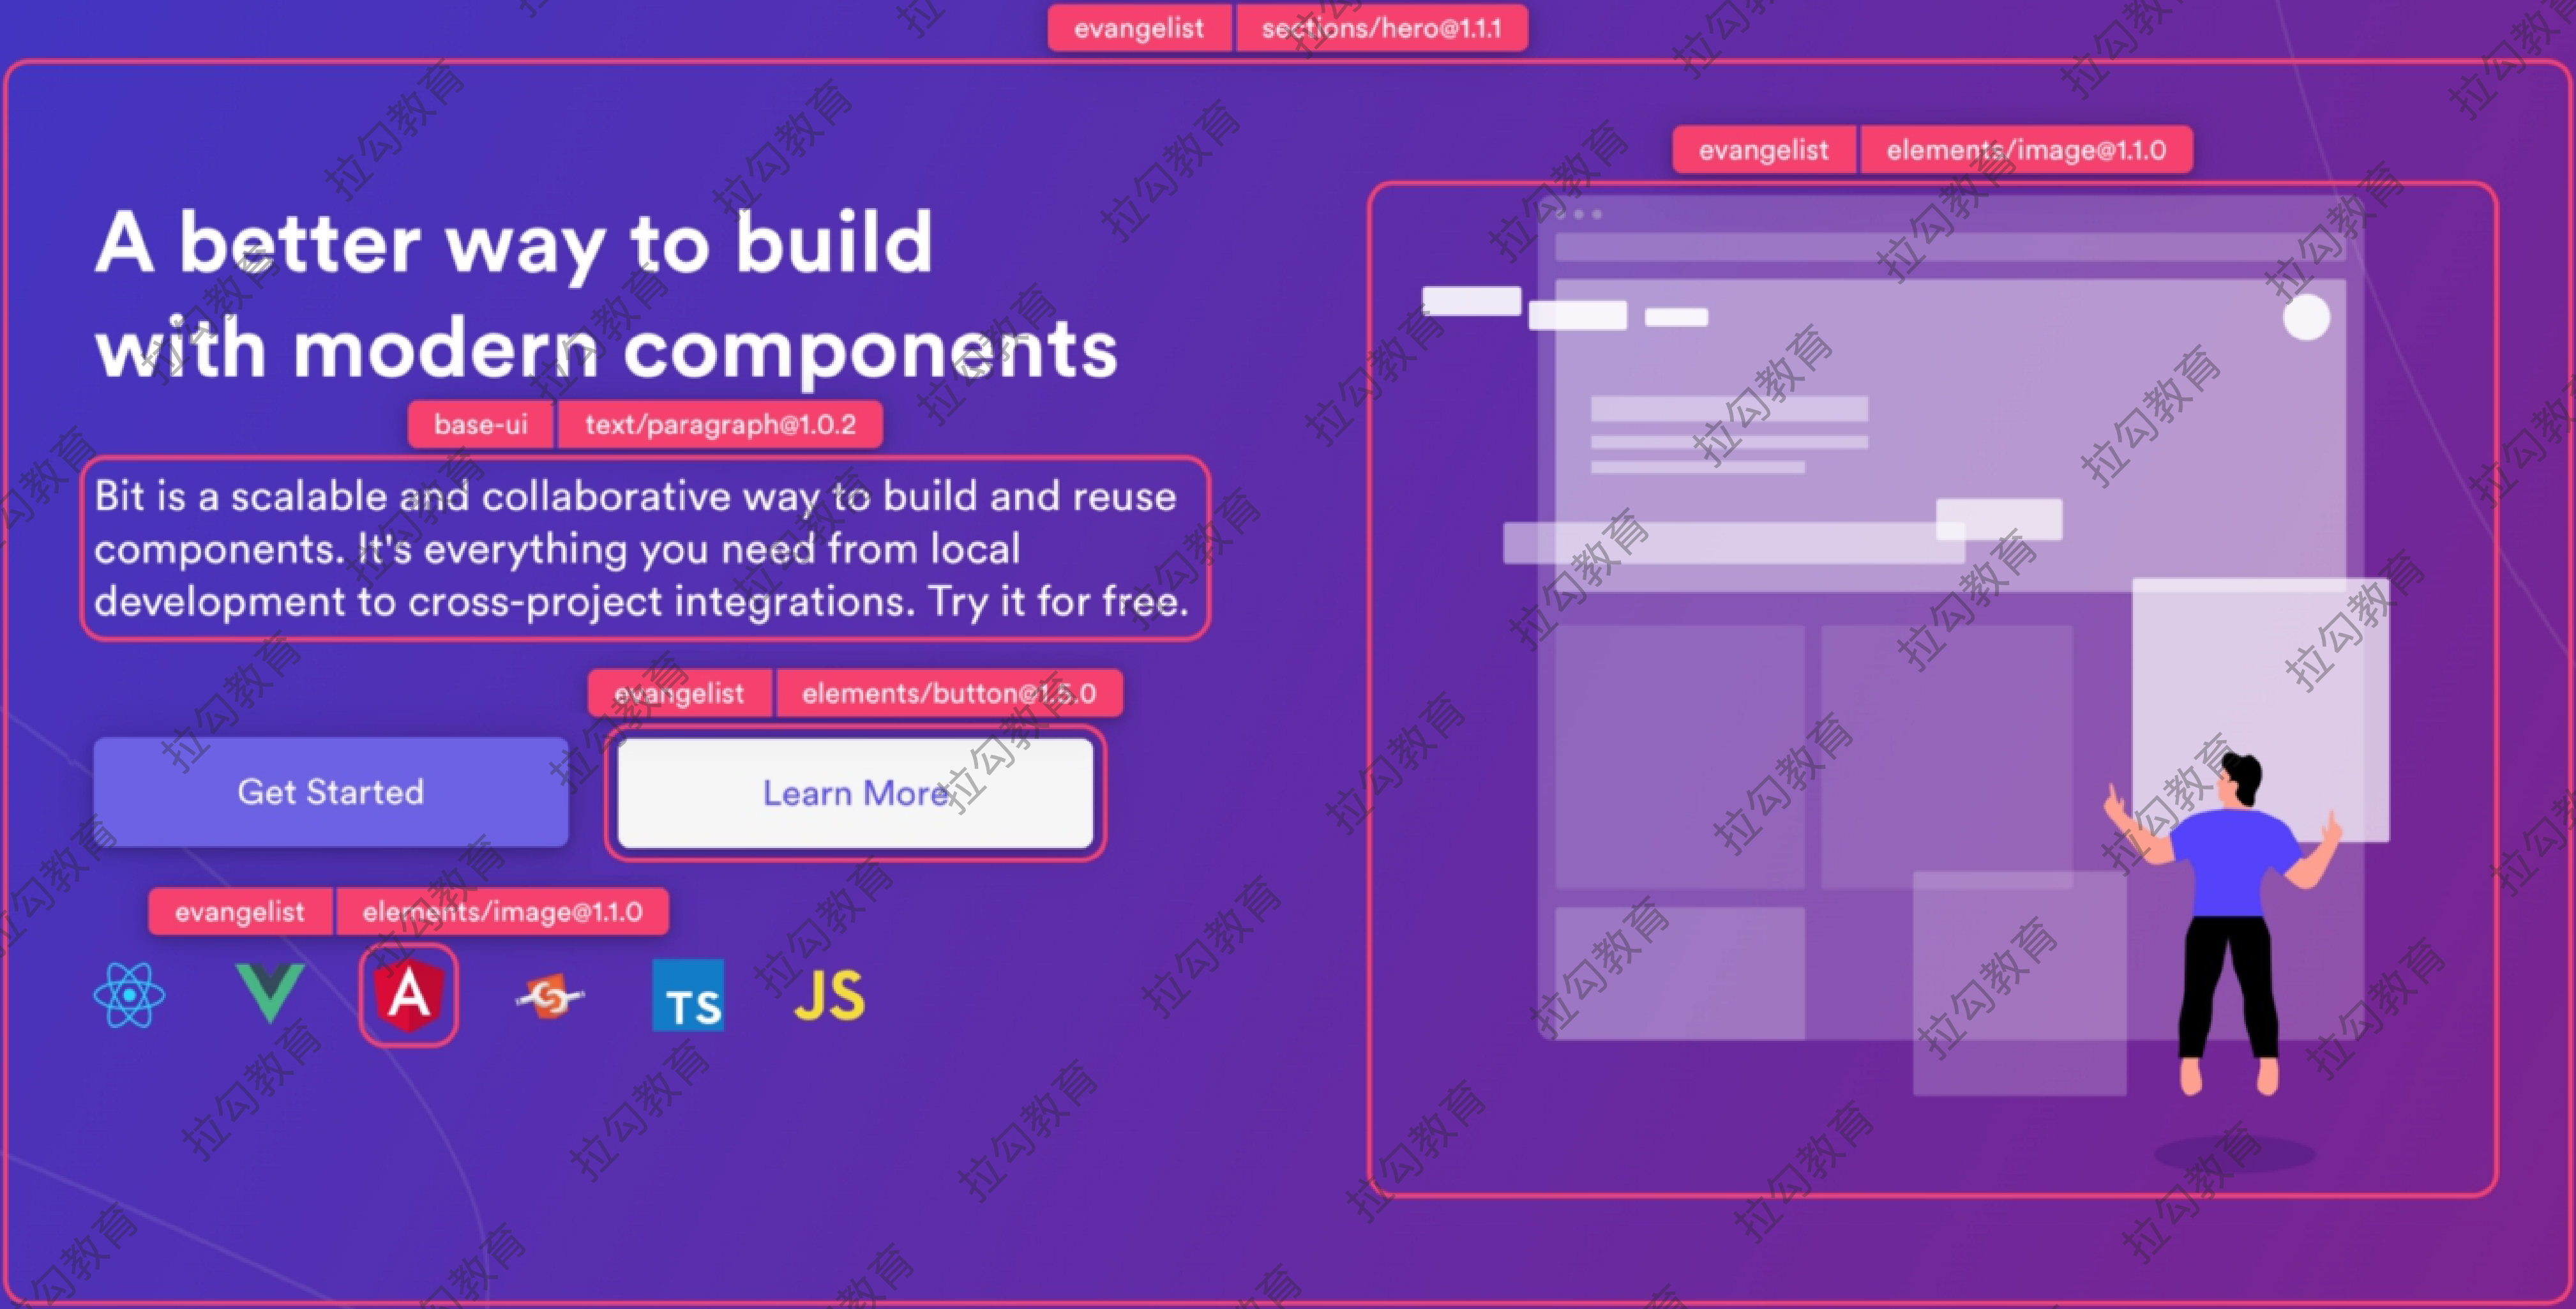 evangelist sections/hero@1.1.1
evangelist elements/image@1.1.0
A better way to build
with modern components
base-ui text/paragraph@1.0.2
Bit is a scalable and collaborative way to build and reuse
components. It's everything you need from local
development to cross-project integrations. Try it for free.
evangelist elements/button@1.5.0
Get Started
Learn More
evangelist elements/image@1.1.0
A
TS
JS
拉勾教育